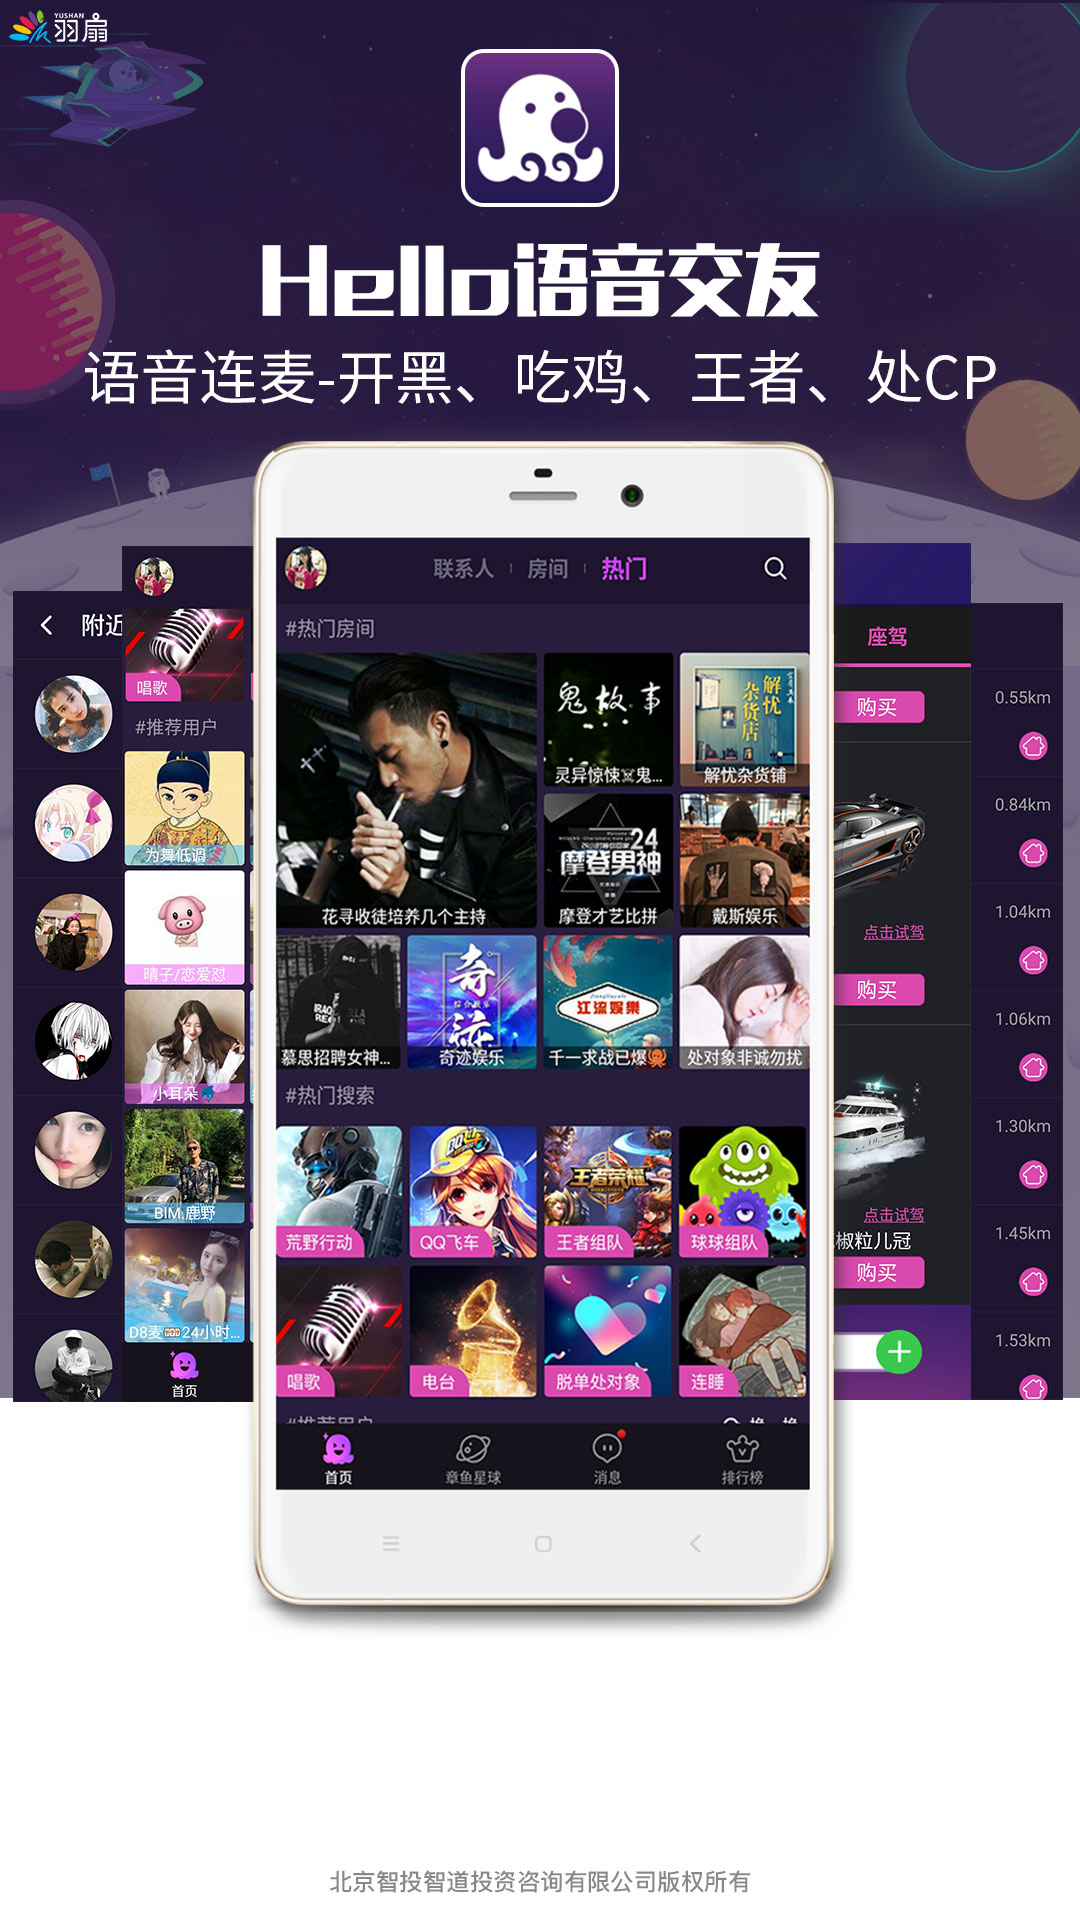 YUSHAN
羽扇
Hello语音交友
语音连麦-开黑、吃鸡、王者、处CP
附近
唱歌
#推荐用户
为舞低调
晴子/恋爱怼
小耳朵
BIM.鹿野
D8麦 24小时...
首页
联系人
房间
热门
#热门房间
花寻收徒培养几个主持
鬼故事
灵异惊悚☠鬼...
解忧杂货店
解忧杂货铺
24
摩登男神
摩登才艺比拼
戴斯娱乐
慕思招聘女神...
奇迹
奇迹娱乐
江流娱樂
千一求战已爆
处对象非诚勿扰
#热门搜索
荒野行动
QQ飞车
王者荣耀
王者组队
球球组队
唱歌
电台
脱单处对象
连睡
#推荐用户
首页
章鱼星球
消息
排行榜
座驾
购买
点击试驾
购买
点击试驾
椒粒儿冠
购买
0.55km
0.84km
1.04km
1.06km
1.30km
1.45km
1.53km
北京智投智道投资咨询有限公司版权所有